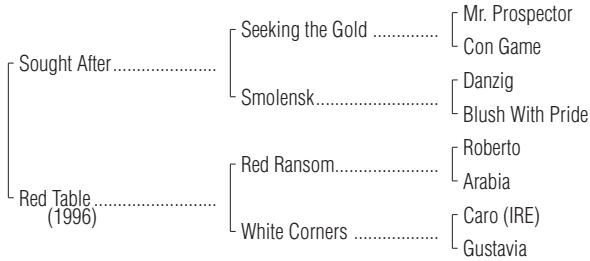 Mr. Prospector
Seeking the Gold ..............
Con Game
Sought After......................
Danzig
Smolensk..........................
Blush With Pride
Roberto
Red Ransom......................
Arabia
Red Table ..........................
(1996)
Caro (IRE)
White Corners ..................
Gustavia